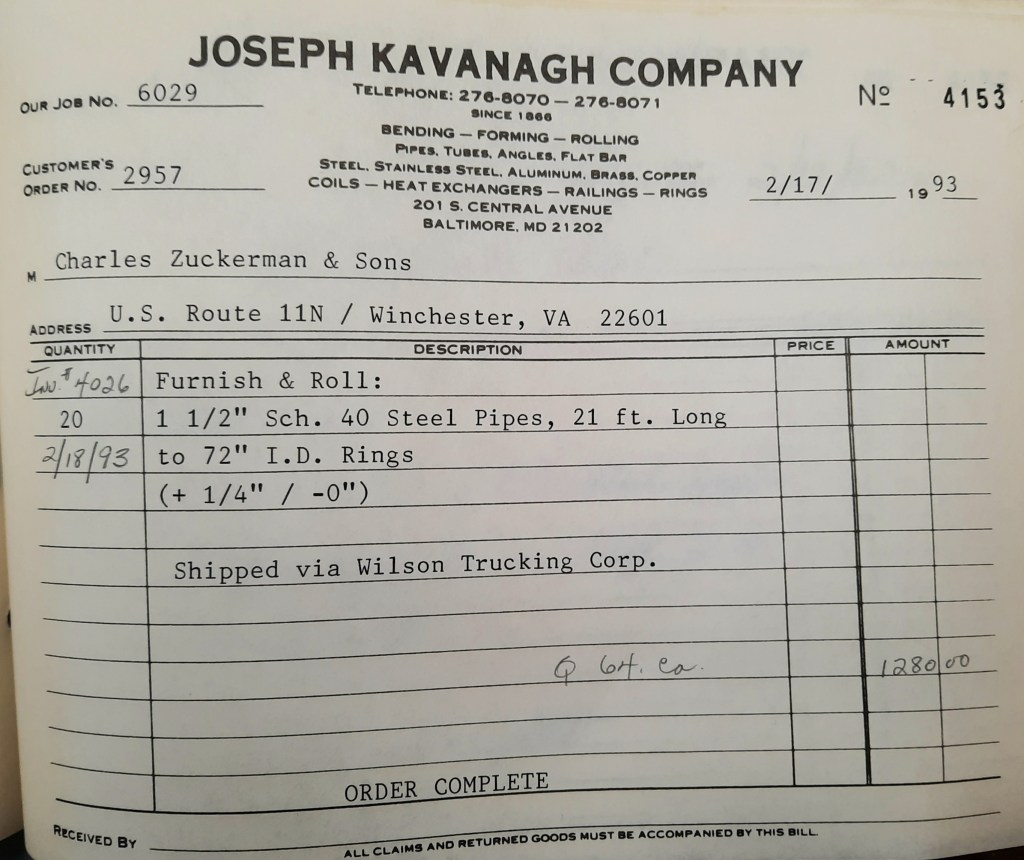 JOSEPH KAVANAGH COMPANY
OUR JOB NO. 6029
TELEPHONE: 276-8070 — 276-8071
Nº 4153
SINCE 1866
BENDING — FORMING — ROLLING
PIPES, TUBES, ANGLES, FLAT BAR
CUSTOMER'S ORDER NO. 2957
STEEL, STAINLESS STEEL, ALUMINUM, BRASS, COPPER
COILS — HEAT EXCHANGERS — RAILINGS — RINGS
2/17/ 1993
201 S. CENTRAL AVENUE
BALTIMORE, MD 21202
M Charles Zuckerman & Sons
ADDRESS U.S. Route 11N / Winchester, VA 22601
QUANTITY DESCRIPTION PRICE AMOUNT
Inv. # 4026 Furnish & Roll:
20 1 1/2" Sch. 40 Steel Pipes, 21 ft. Long
2/18/93 to 72" I.D. Rings
(+ 1/4" / -0")
Shipped via Wilson Trucking Corp.
64. ea. 1280 00
ORDER COMPLETE
RECEIVED BY
ALL CLAIMS AND RETURNED GOODS MUST BE ACCOMPANIED BY THIS BILL